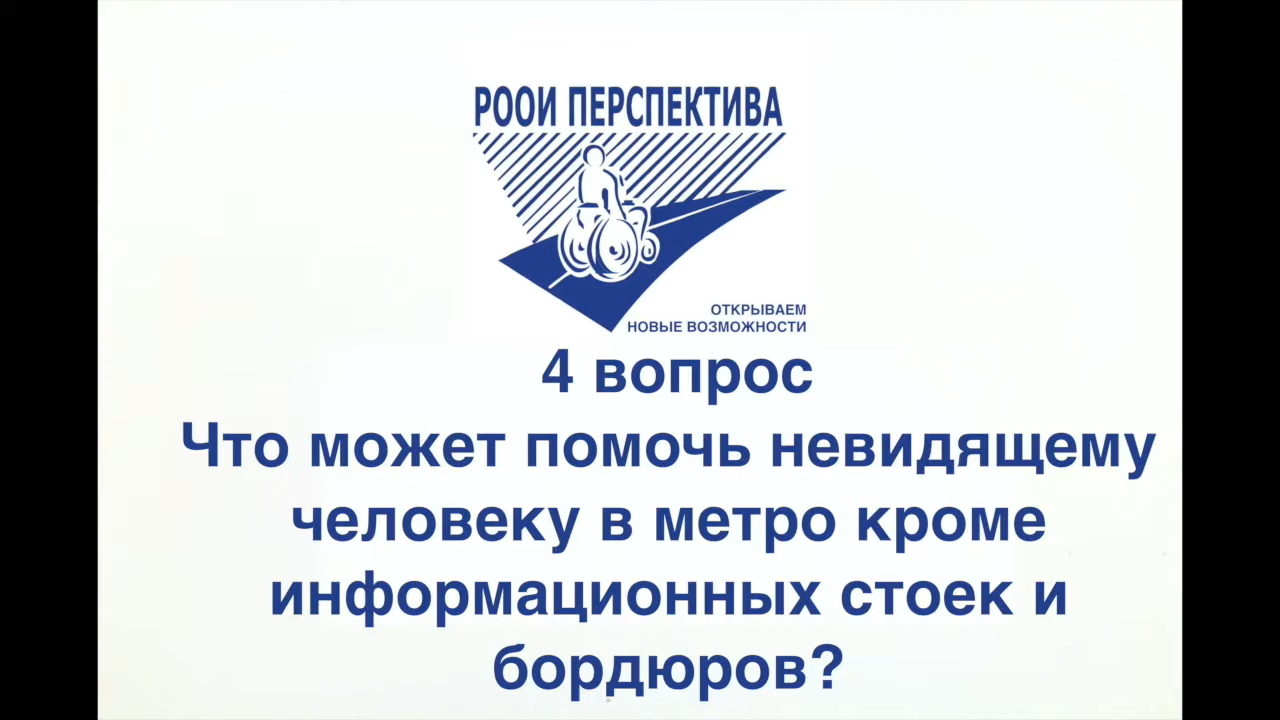 РООИ ПЕРСПЕКТИВА
ОТКРЫВАЕМ
НОВЫЕ ВОЗМОЖНОСТИ
4 вопрос
Что может помочь невидящему
человеку в метро кроме
информационных стоек и
бордюров?